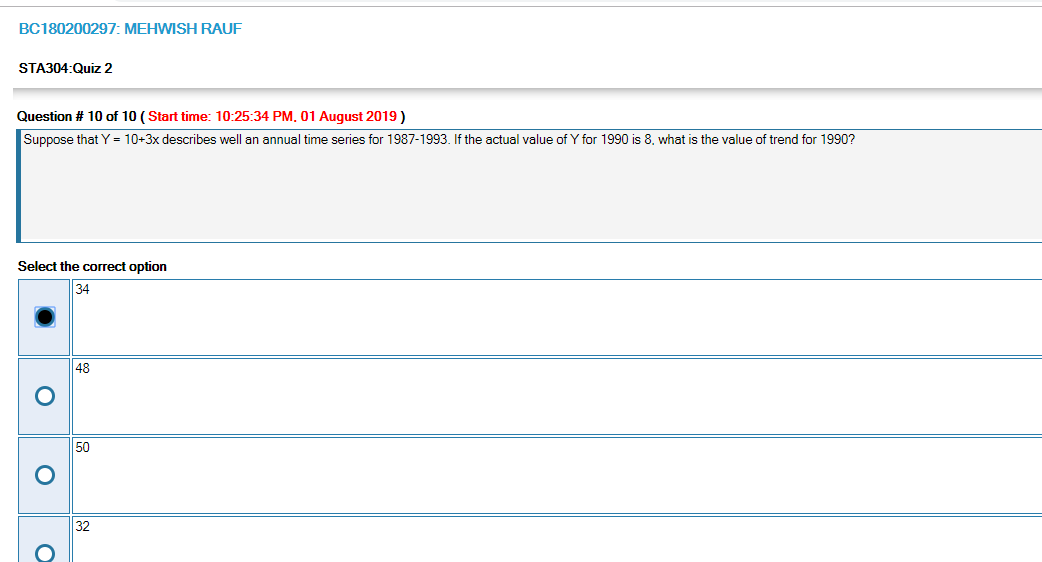 BC180200297: MEHWISH RAUF
STA304:Quiz 2
Question # 10 of 10 ( Start time: 10:25:34 PM, 01 August 2019 )
Suppose that Y = 10+3x describes well an annual time series for 1987-1993. If the actual value of Y for 1990 is 8, what is the value of trend for 1990?
Select the correct option
34
48
50
32